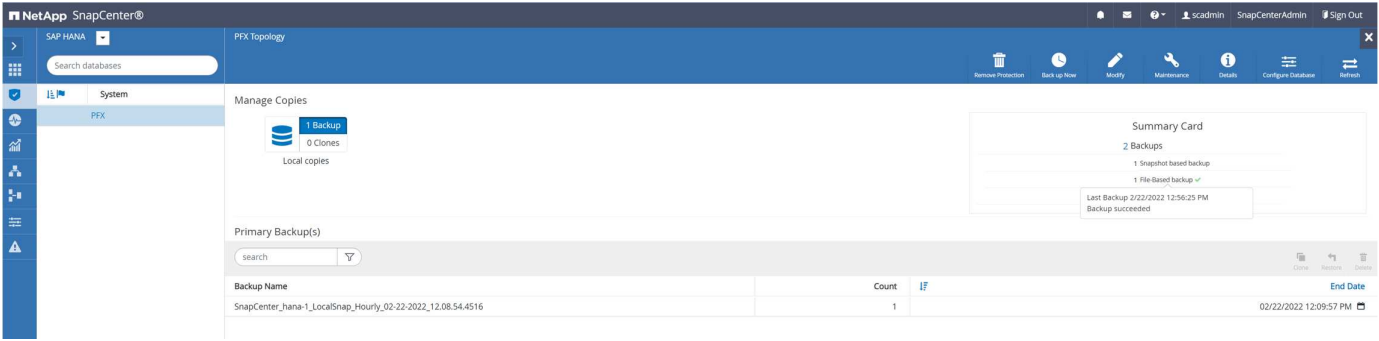 NetApp SnapCenter®
scadmin SnapCenterAdmin Sign Out
SAP HANA
PFX Topology
Search databases
Remove Protection Back up Now Modify Maintenance Details Configure Database Refresh
System
PFX
Manage Copies
1 Backup
0 Clones
Local copies
Summary Card
2 Backups
1 Snapshot based backup
1 File-Based backup
Last Backup 2/22/2022 12:56:25 PM
Backup succeeded
Primary Backup(s)
search
Clone Restore Delete
Backup Name Count End Date
SnapCenter_hana-1_LocalSnap_Hourly_02-22-2022_12.08.54.4516 1 02/22/2022 12:09:57 PM